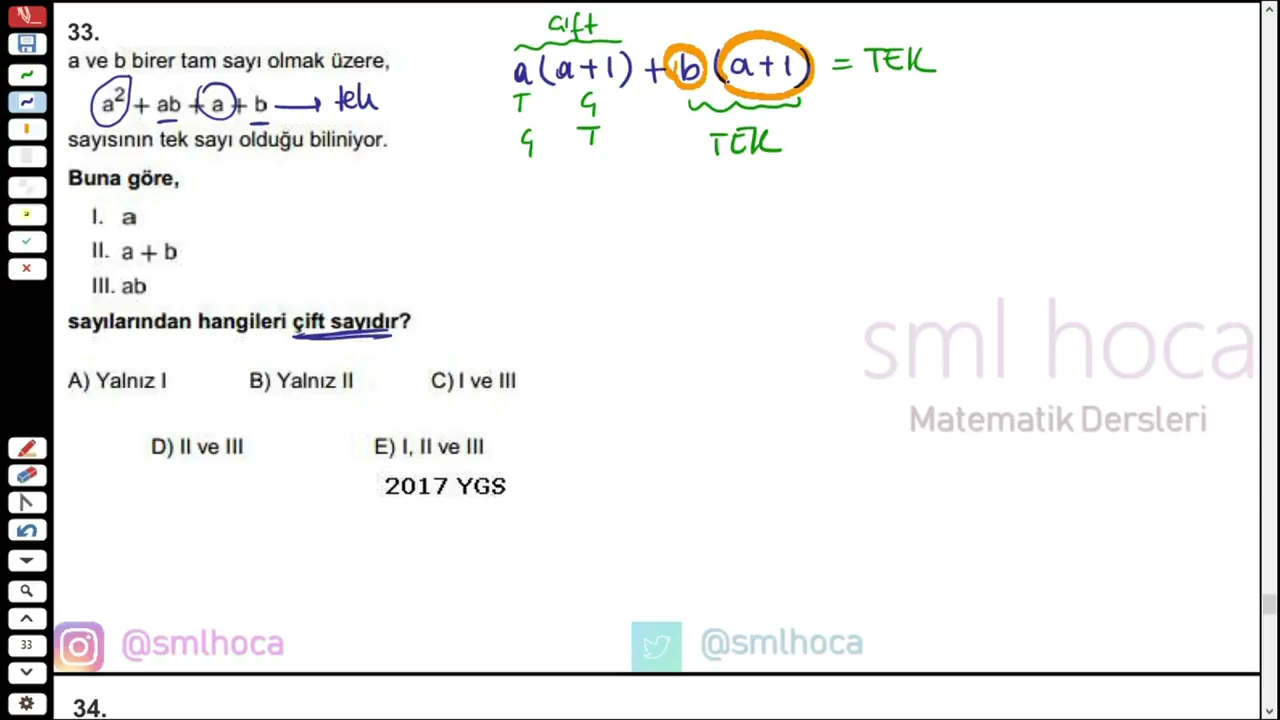 33.
a ve b birer tam sayı olmak üzere,
a² + ab + a + b → tek
sayısının tek sayı olduğu biliniyor.
Buna göre,
I. a
II. a + b
III. ab
sayılarından hangileri çift sayıdır?
A) Yalnız I B) Yalnız II C) I ve III
D) II ve III E) I, II ve III
2017 YGS
çift
a(a+1) + b(a+1) = TEK
T Ç
Ç T
TEK
sml hoca
Matematik Dersleri
@smlhoca
@smlhoca
33
34.